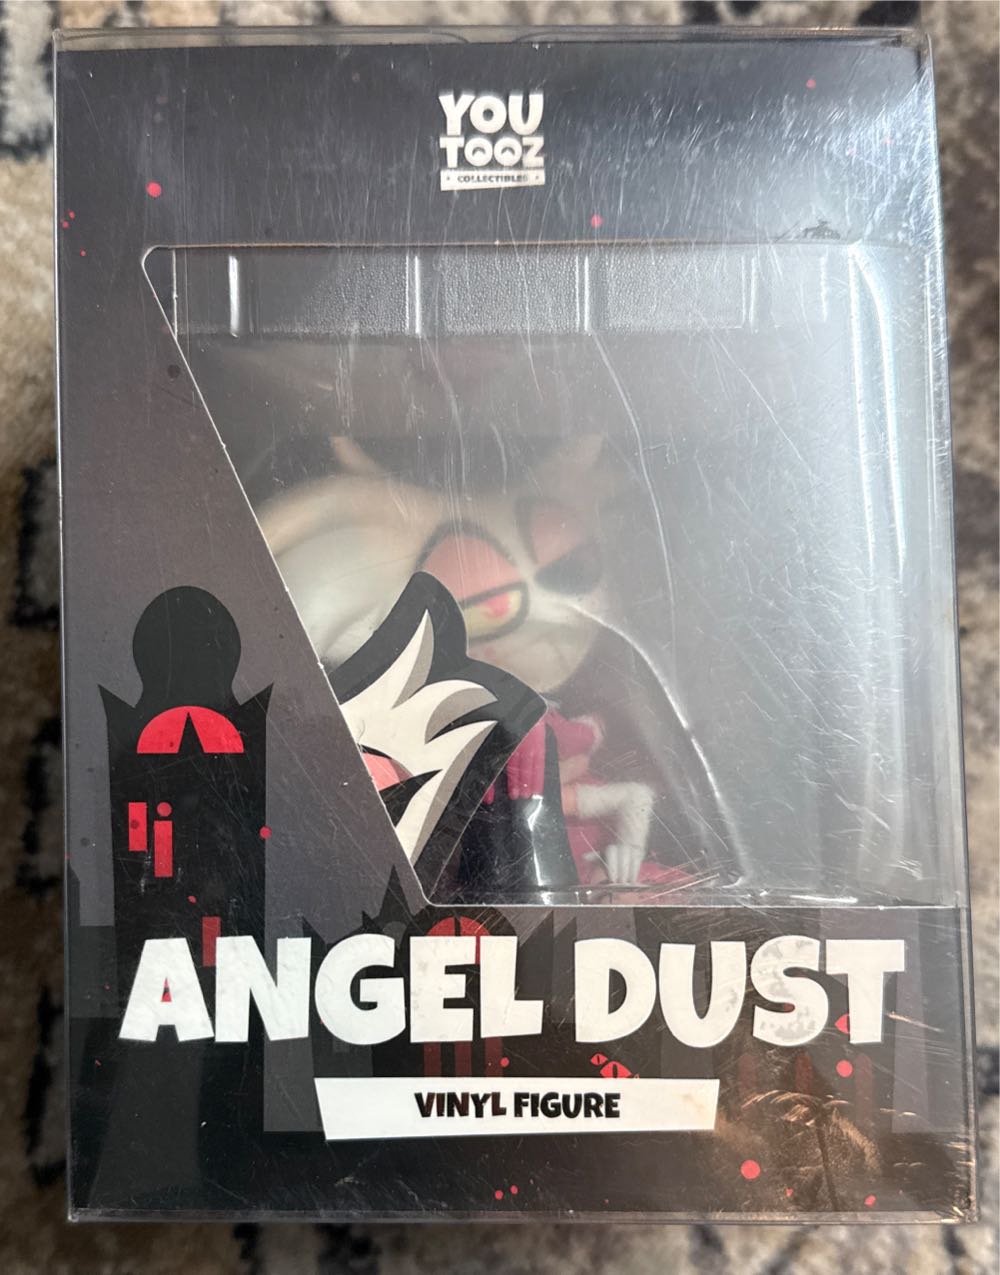 YOU
TOOZ
COLLECTIBLES
ANGEL DUST
VINYL FIGURE